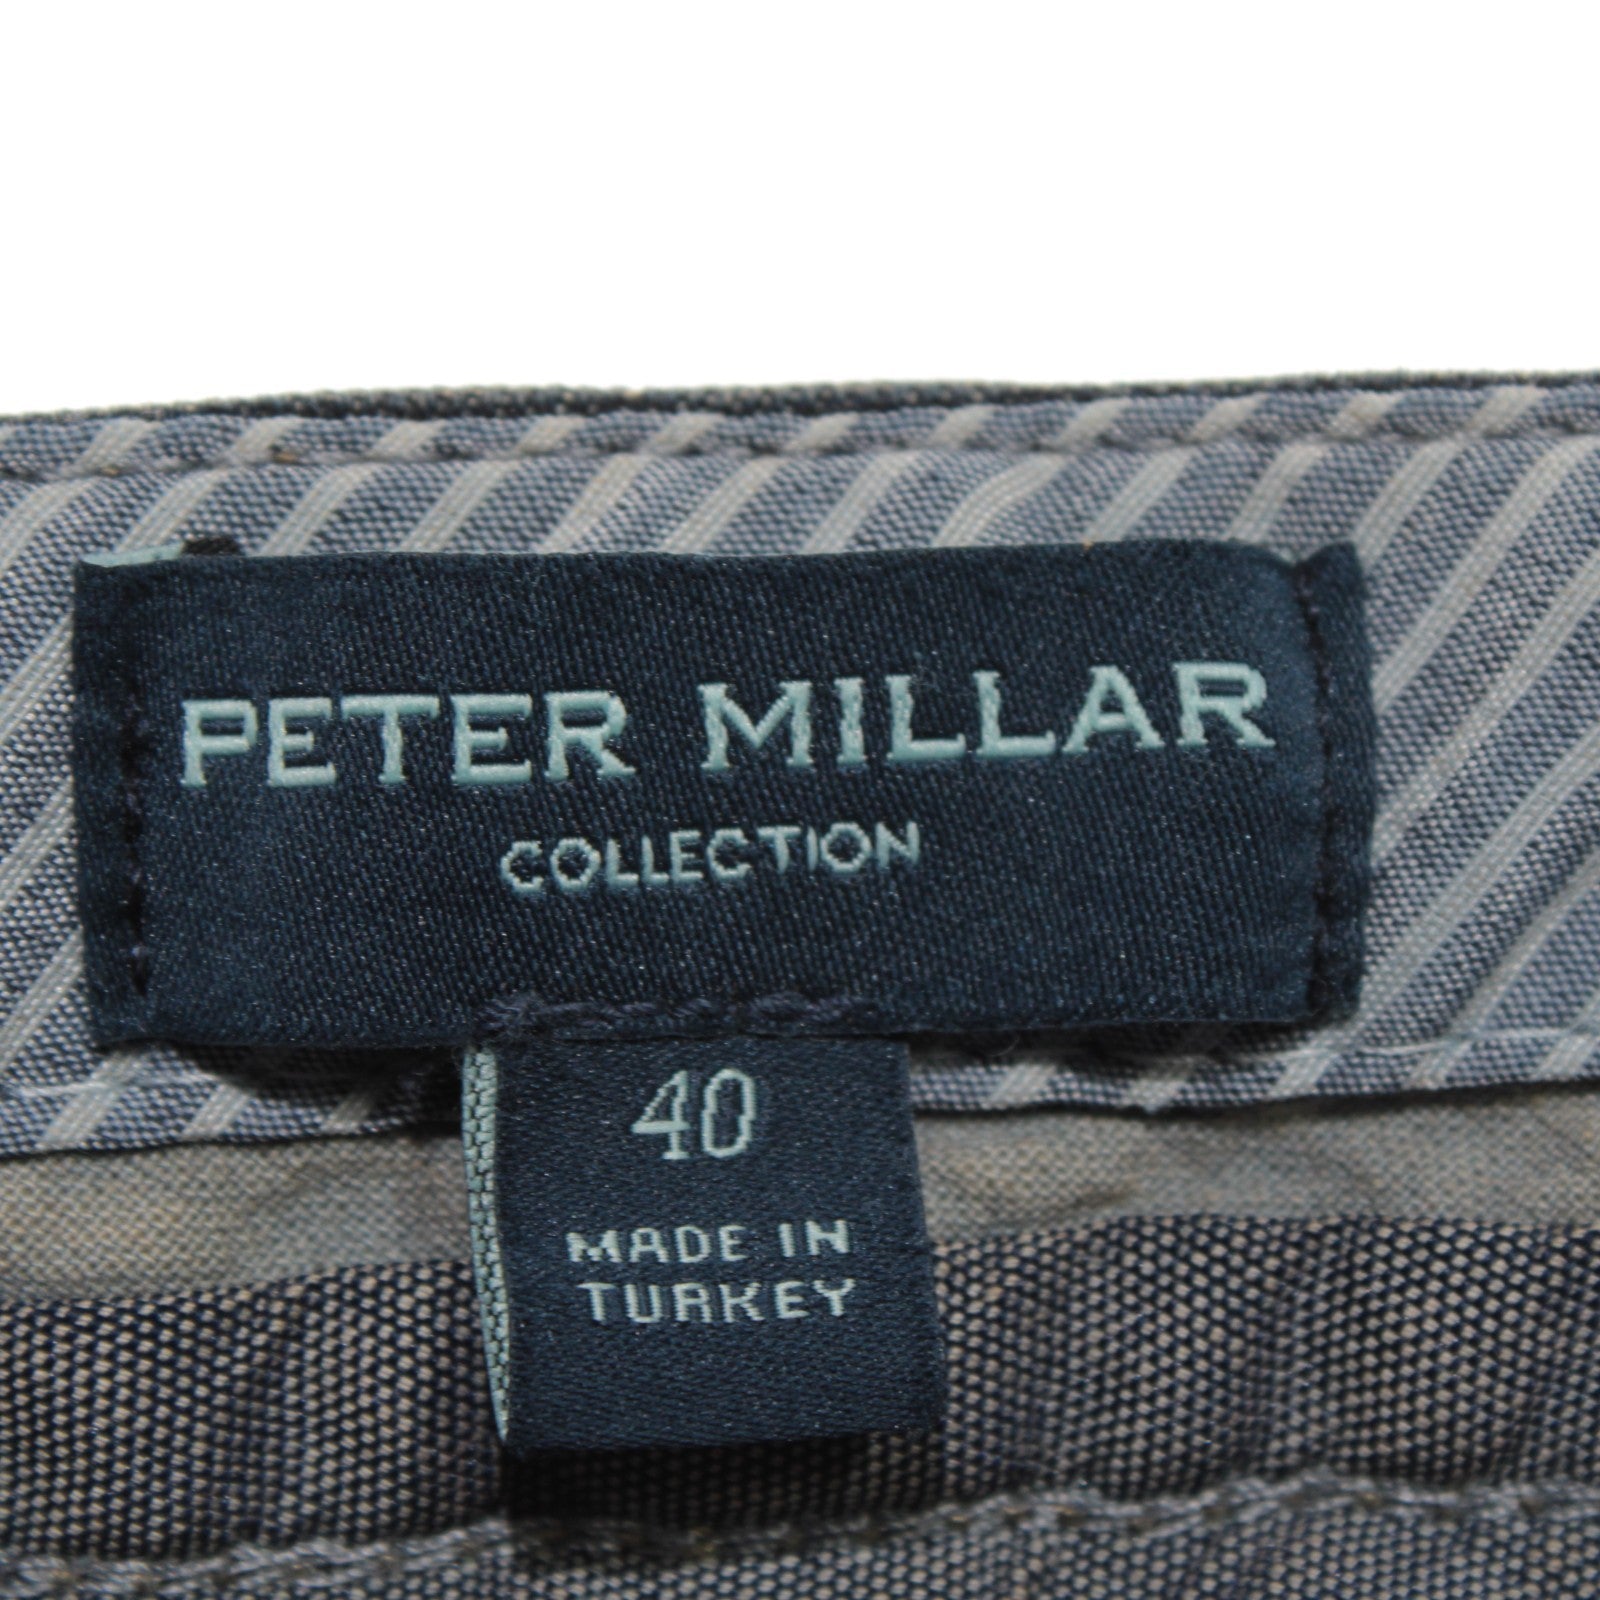 PETER MILLAR
COLLECTION
40
MADE IN
TURKEY